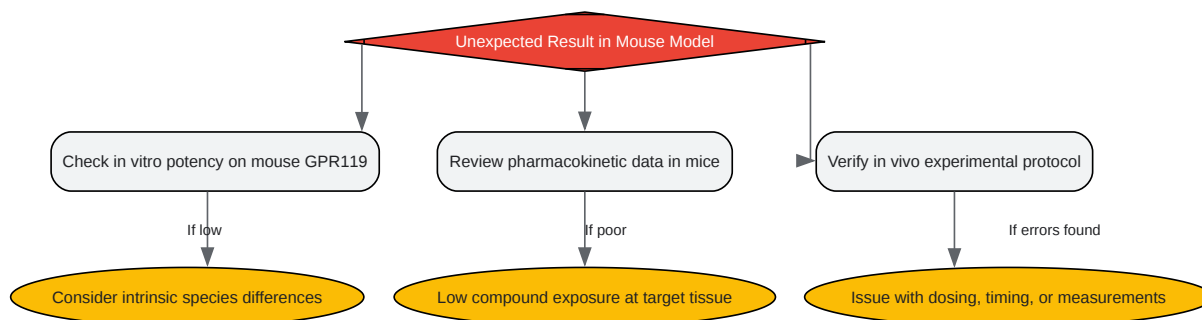 Unexpected Result in Mouse Model
Check in vitro potency on mouse GPR119
Review pharmacokinetic data in mice
Verify in vivo experimental protocol
If low
If poor
If errors found
Consider intrinsic species differences
Low compound exposure at target tissue
Issue with dosing, timing, or measurements